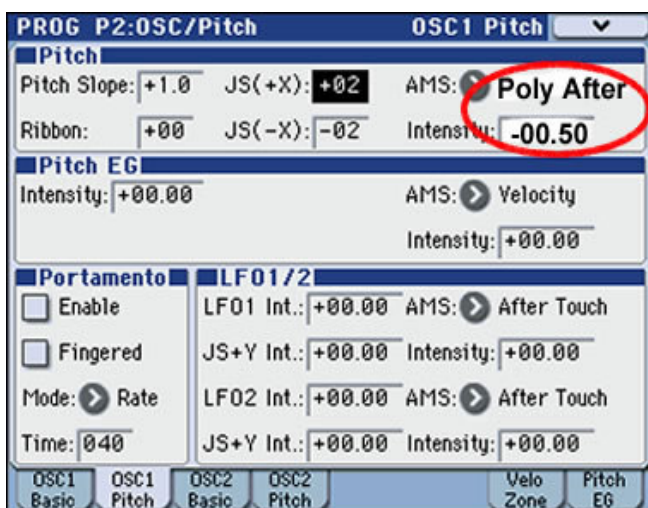 PROG P2:OSC/Pitch OSC1 Pitch
Pitch
Pitch Slope: +1.0 JS(+X): +02 AMS: Poly After
Ribbon: +00 JS(-X): -02 Intensity: -00.50
Pitch EG
Intensity: +00.00 AMS: Velocity
Intensity: +00.00
Portamento LFO1/2
Enable LFO1 Int.: +00.00 AMS: After Touch
Fingered JS+Y Int.: +00.00 Intensity: +00.00
Mode: Rate LFO2 Int.: +00.00 AMS: After Touch
Time: 040 JS+Y Int.: +00.00 Intensity: +00.00
OSC1 Basic OSC1 Pitch OSC2 Basic OSC2 Pitch Velo Zone Pitch EG